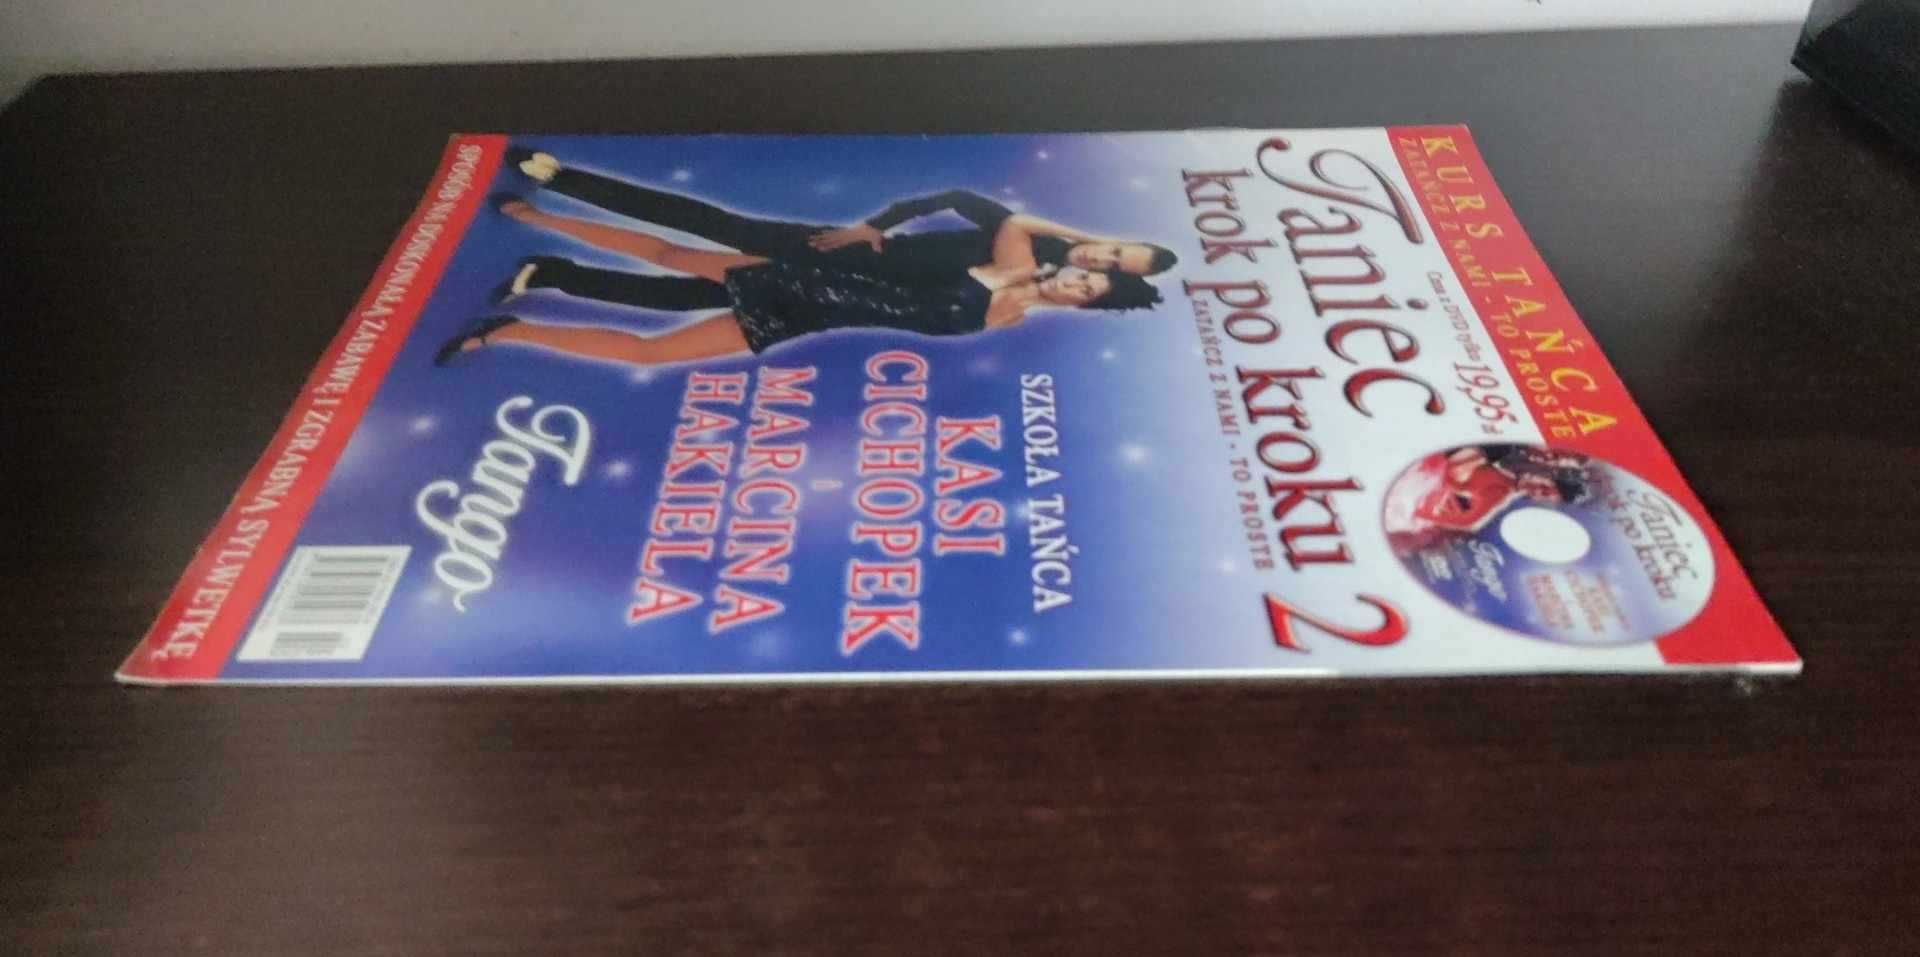 KURS TAŃCA
ZATAŃCZ Z NAMI - TO PROSTE
Cena z DVD tylko 19,95 zł
Taniec
krok po kroku 2
ZATAŃCZ Z NAMI - TO PROSTE
Taniec
krok po kroku
Tango
SZKOŁA TAŃCA
KASI
CICHOPEK
i
MARCINA
HAKIELA
Tango
SPOSÓB NA DOSKONAŁĄ ZABAWĘ I ZGRABNĄ SYLWETKĘ